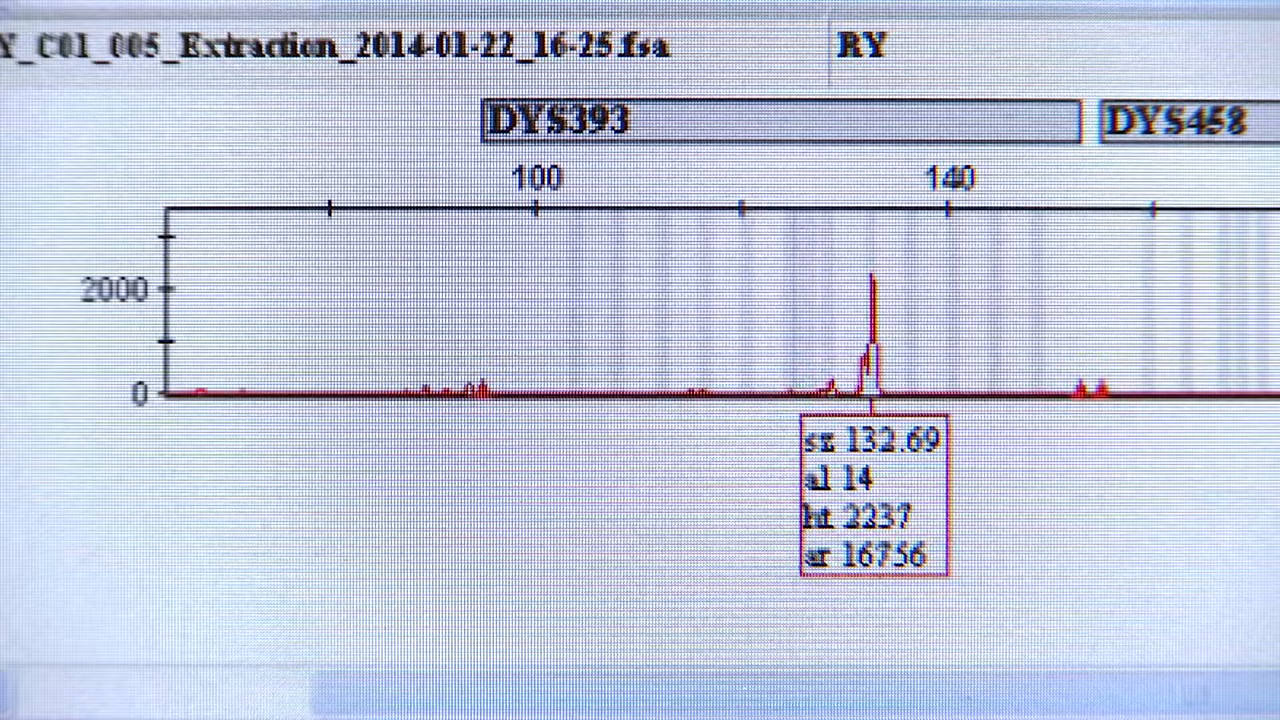 Y_C01_005_Extraction_2014-01-22_16-25.fsa RY
DYS393 DYS458
100 140
2000
0
sz 132.69
al 14
ht 2237
ar 16756